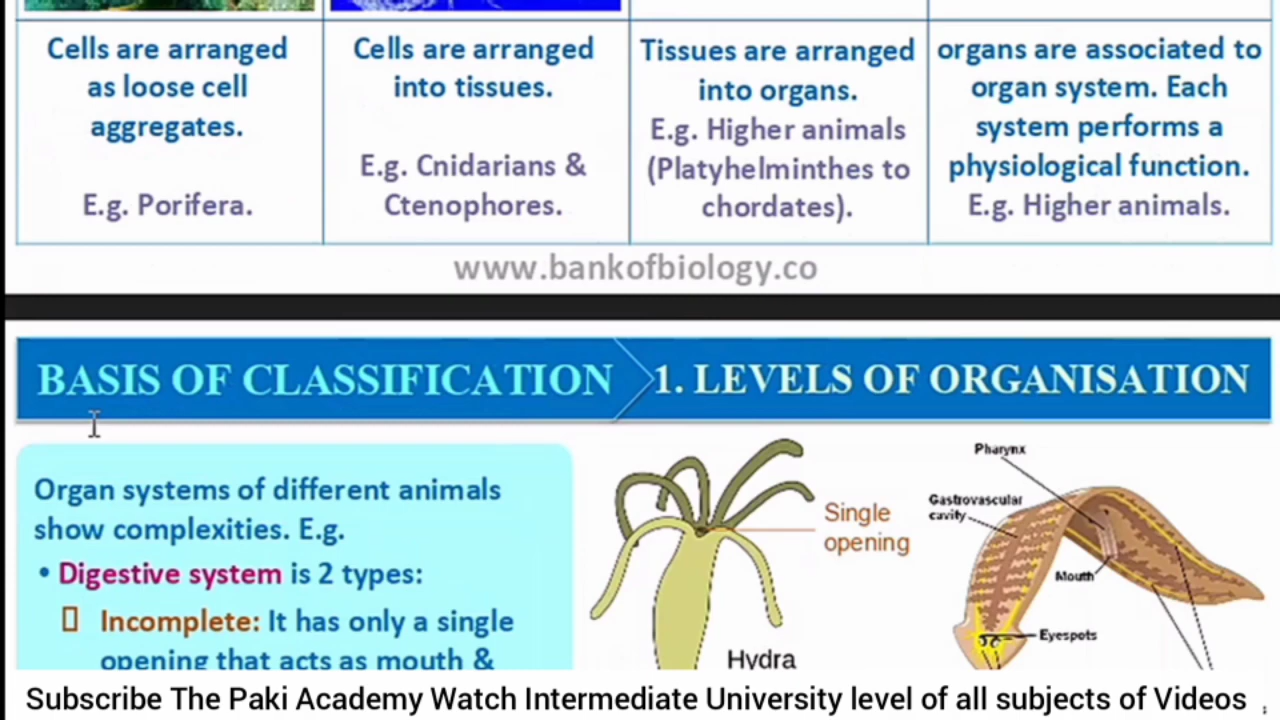 Cells are arranged
as loose cell
aggregates.
E.g. Porifera.
Cells are arranged
into tissues.
E.g. Cnidarians &
Ctenophores.
Tissues are arranged
into organs.
E.g. Higher animals
(Platyhelminthes to
chordates).
organs are associated to
organ system. Each
system performs a
physiological function.
E.g. Higher animals.
www.bankofbiology.co
BASIS OF CLASSIFICATION
1. LEVELS OF ORGANISATION
Organ systems of different animals
show complexities. E.g.
• Digestive system is 2 types:
Incomplete: It has only a single
opening that acts as mouth &
Single
opening
Hydra
Pharynx
Gastrovascular
cavity
Mouth
Eyespots
Subscribe The Paki Academy Watch Intermediate University level of all subjects of Videos